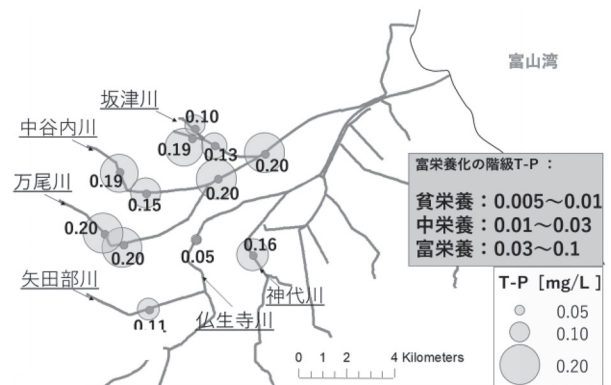 富山湾
坂津川
0.10
中谷内川
0.19
0.13
0.20
0.19
0.15
0.20
万尾川
0.20
0.20
0.05
0.16
矢田部川
0.11
仏生寺川
神代川
富栄養化の階級T-P :
貧栄養:0.005~0.01
中栄養:0.01~0.03
富栄養:0.03~0.1
T-P [mg/L]
0.05
0.10
0.20
0 1 2 4 Kilometers